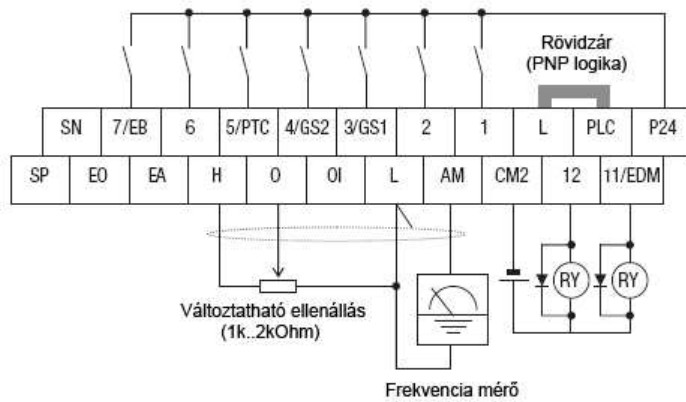 Rövidzár
(PNP logika)
SN 7/EB 6 5/PTC 4/GS2 3/GS1 2 1 L PLC P24
SP EO EA H O OI L AM CM2 12 11/EDM
RY RY
Változtatható ellenállás
(1k..2kOhm)
Frekvencia mérő